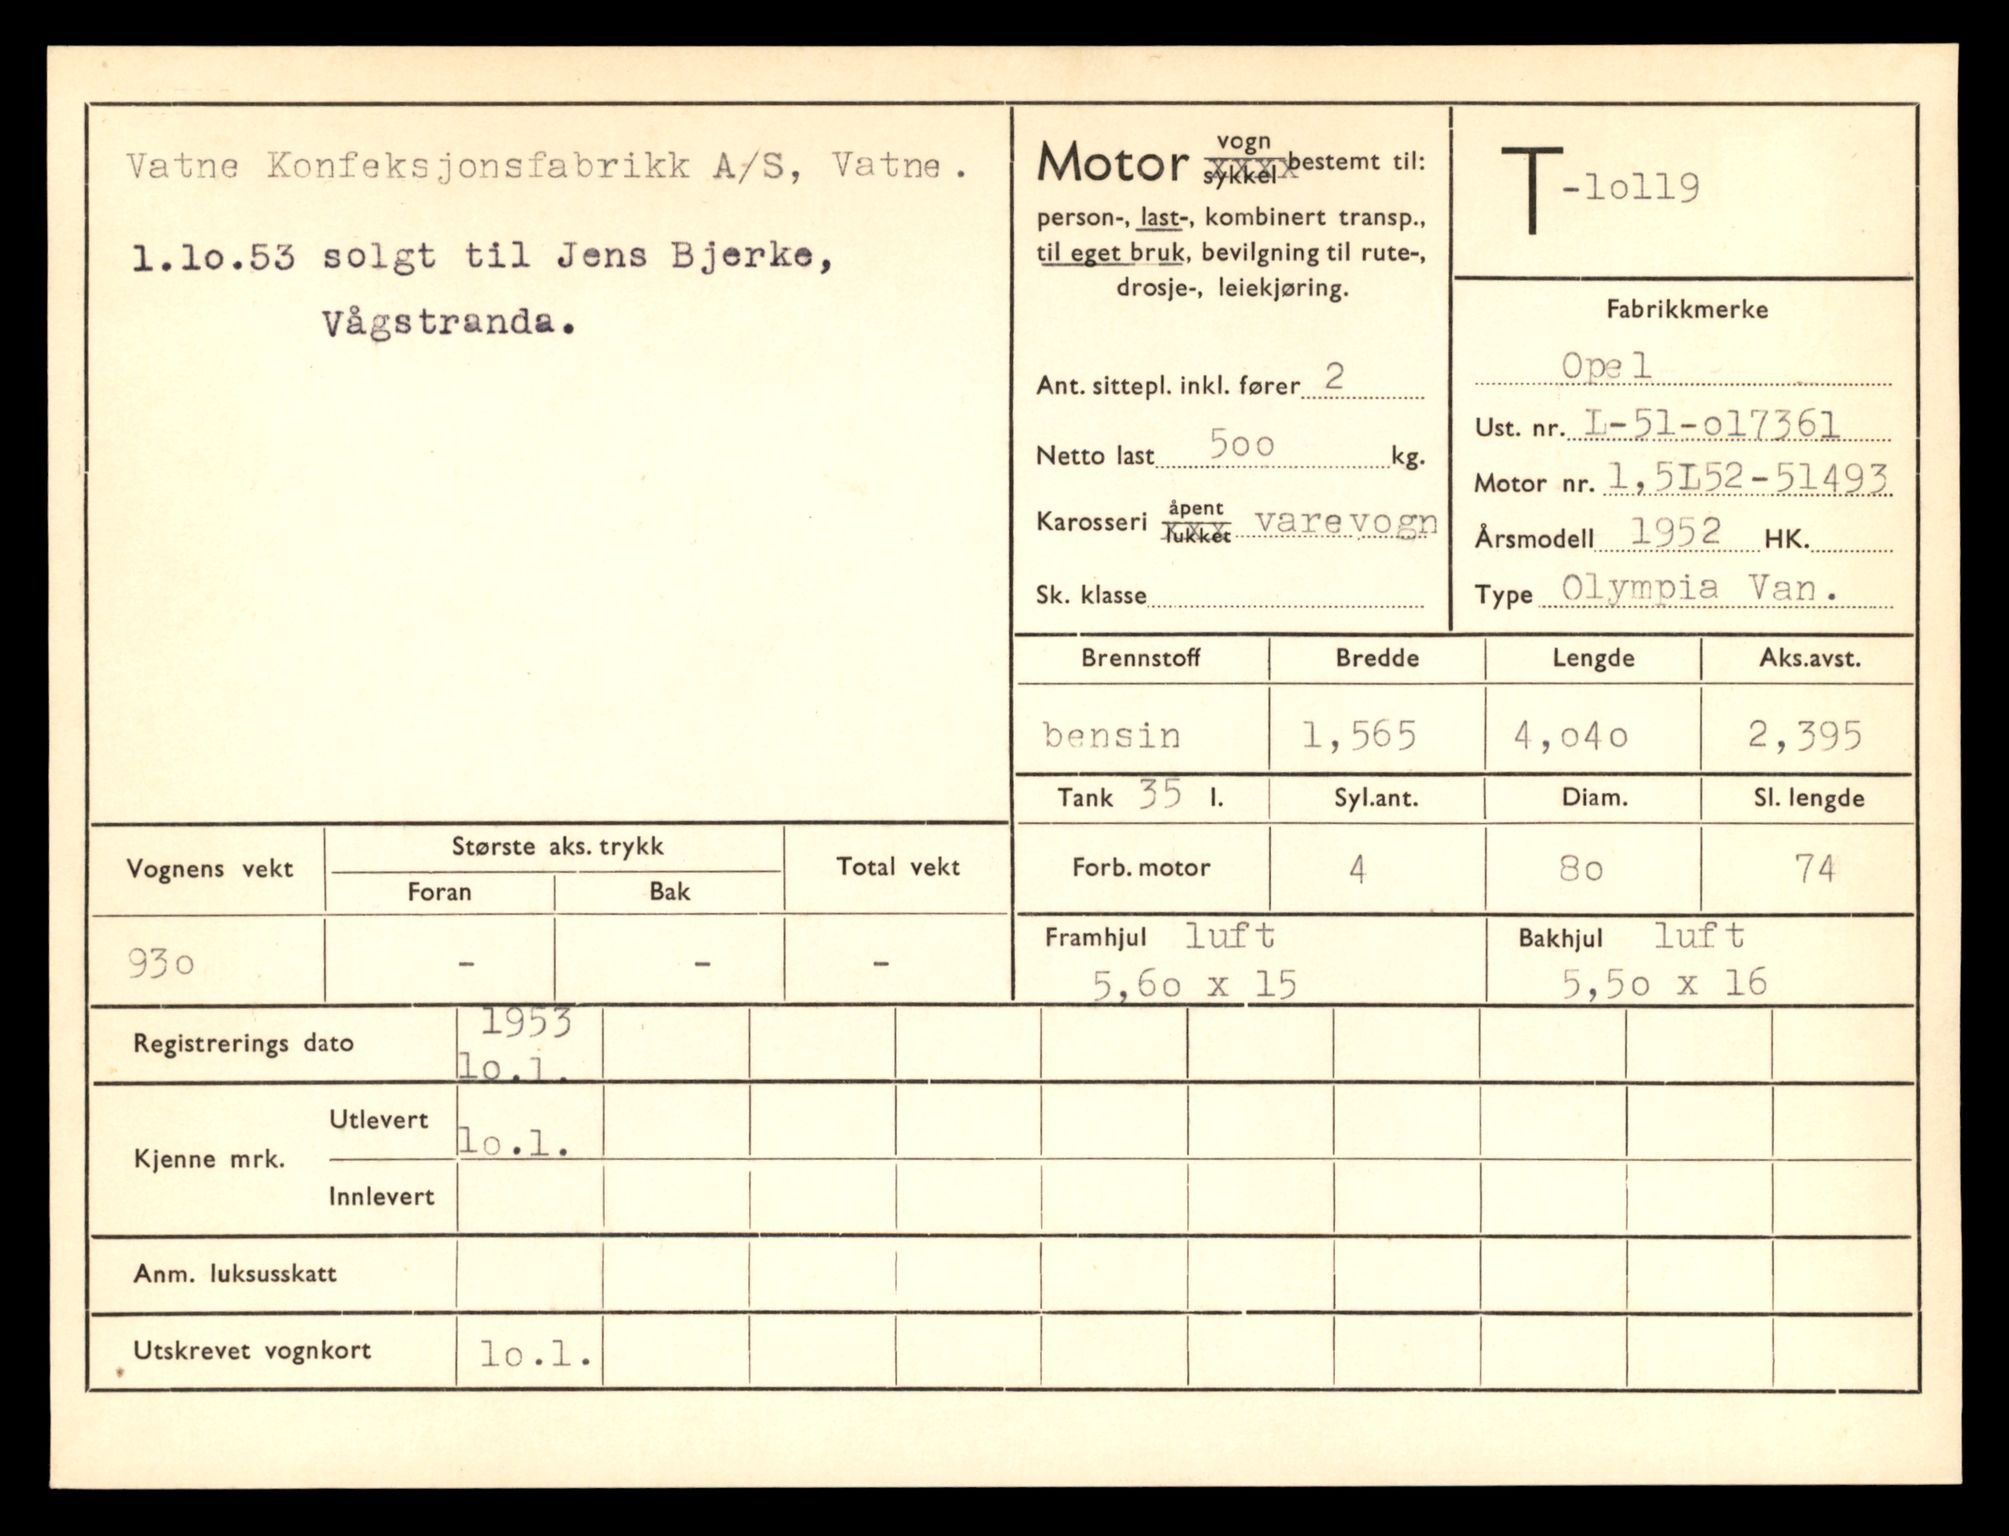 Vatne Konfeksjonsfabrikk A/S, Vatne.
1.1o.53 solgt til Jens Bjerke,
Vågstranda.
Motor vogn sykkel bestemt til:
person-, last-, kombinert transp.,
til eget bruk, bevilgning til rute-,
drosje-, leiekjøring.
Ant. sittepl. inkl. fører 2
Netto last 5oo kg.
Karosseri åpent lukket varevogn
Sk. klasse
T-1o119
Fabrikkmerke
Opel
Ust. nr. L-51-o17361
Motor nr. 1,5L52-51493
Årsmodell 1952 HK.
Type Olympia Van.
Brennstoff Bredde Lengde Aks.avst.
bensin 1,565 4,o4o 2,395
Tank 35 l. Syl.ant. Diam. Sl. lengde
Forb. motor 4 8o 74
Framhjul luft Bakhjul luft
5,6o x 15 5,5o x 16
Vognens vekt Største aks. trykk Total vekt
Foran Bak
93o - - -
Registrerings dato 1953
1o.1.
Kjenne mrk. Utlevert 1o.1.
Innlevert
Anm. luksusskatt
Utskrevet vognkort 1o.1.